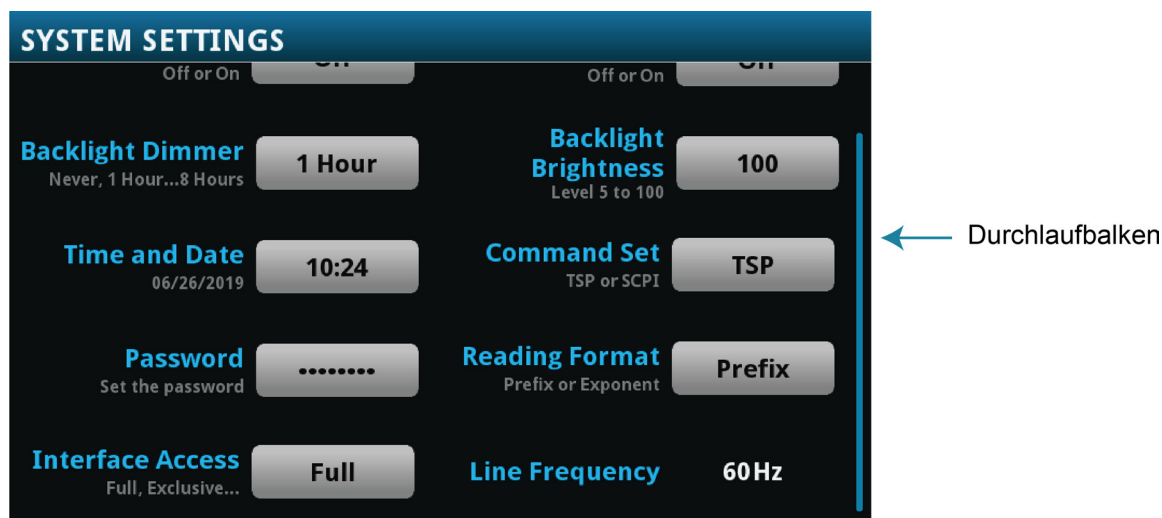 SYSTEM SETTINGS
Off or On
Off or On
Backlight Dimmer
Never, 1 Hour...8 Hours
1 Hour
Backlight
Brightness
Level 5 to 100
100
Time and Date
06/26/2019
10:24
Command Set
TSP or SCPI
TSP
Durchlaufbalken
Password
Set the password
••••••••
Reading Format
Prefix or Exponent
Prefix
Interface Access
Full, Exclusive...
Full
Line Frequency
60Hz